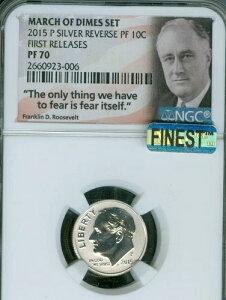 MARCH OF DIMES SET
2015 P SILVER REVERSE PF 10C
FIRST RELEASES
PF 70
2660923-006
"The only thing we have
to fear is fear itself."
Franklin D. Roosevelt
NGC
FINEST
LIBERTY
2015